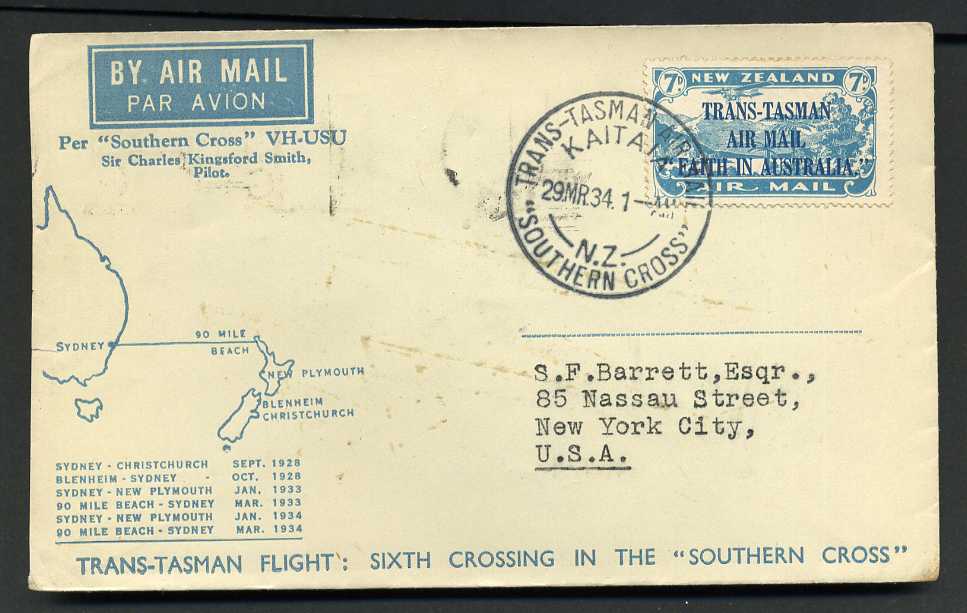 BY AIR MAIL
PAR AVION
Per "Southern Cross" VH-USU
Sir Charles Kingsford Smith,
Pilot.
7D NEW ZEALAND 7D
TRANS-TASMAN
AIR MAIL
"FAITH IN AUSTRALIA."
AIR MAIL
TRANS-TASMAN AIR MAIL
KAITAIA
29MR.34. 1-
N.Z.
"SOUTHERN CROSS"
SYDNEY
90 MILE
BEACH
NEW PLYMOUTH
BLENHEIM
CHRISTCHURCH
S.F.Barrett,Esqr.,
85 Nassau Street,
New York City,
U.S.A.
SYDNEY - CHRISTCHURCH SEPT. 1928
BLENHEIM - SYDNEY - OCT. 1928
SYDNEY - NEW PLYMOUTH JAN. 1933
90 MILE BEACH - SYDNEY MAR. 1933
SYDNEY - NEW PLYMOUTH JAN. 1934
90 MILE BEACH - SYDNEY MAR. 1934
TRANS-TASMAN FLIGHT: SIXTH CROSSING IN THE "SOUTHERN CROSS"